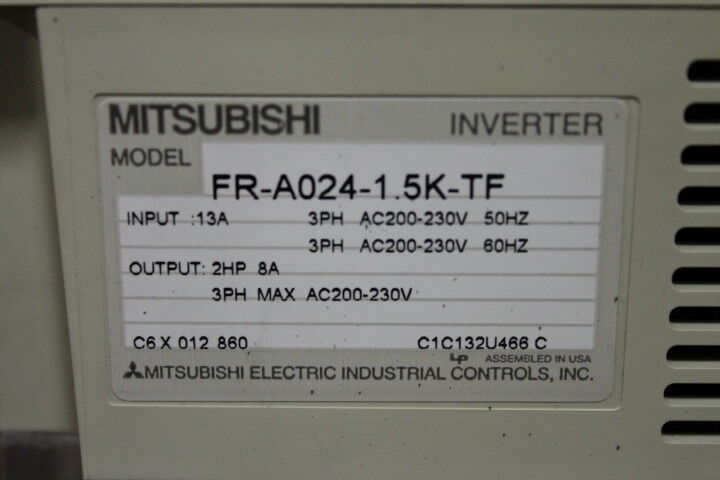 MITSUBISHI INVERTER
MODEL FR-A024-1.5K-TF
INPUT :13A 3PH AC200-230V 50HZ
3PH AC200-230V 60HZ
OUTPUT: 2HP 8A
3PH MAX AC200-230V
C6 X 012 860 C1C132U466 C
LP ASSEMBLED IN USA
MITSUBISHI ELECTRIC INDUSTRIAL CONTROLS, INC.